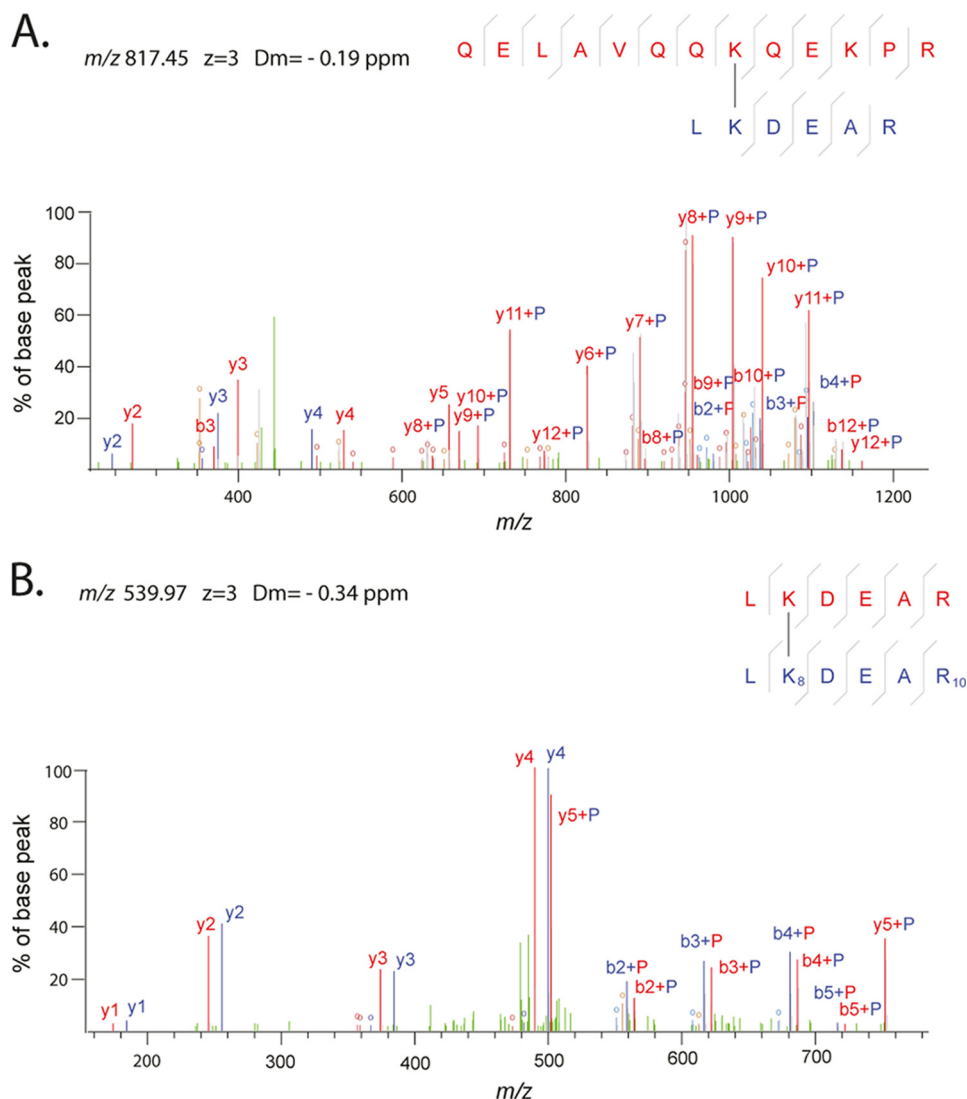 A.
m/z 817.45 z=3 Dm= - 0.19 ppm
Q E L A V Q Q K Q E K P R
L K D E A R
% of base peak
100
80
60
40
20
y2
y2
b3
y3
y3
y4
y4
y5
y8+P
y9+P
y10+P
y11+P
y12+P
y6+P
y7+P
b8+P
y8+P
b9+P
b2+P
y9+P
b10+P
y10+P
b3+P
y11+P
b4+P
b12+P
y12+P
400 600 800 1000 1200
m/z
B.
m/z 539.97 z=3 Dm= - 0.34 ppm
L K D E A R
L K8 D E A R10
% of base peak
100
80
60
40
20
y1
y1
y2
y2
y3
y3
y4
y4
y5+P
b2+P
b2+P
b3+P
b3+P
b4+P
b4+P
b5+P
b5+P
y5+P
200 300 400 500 600 700
m/z